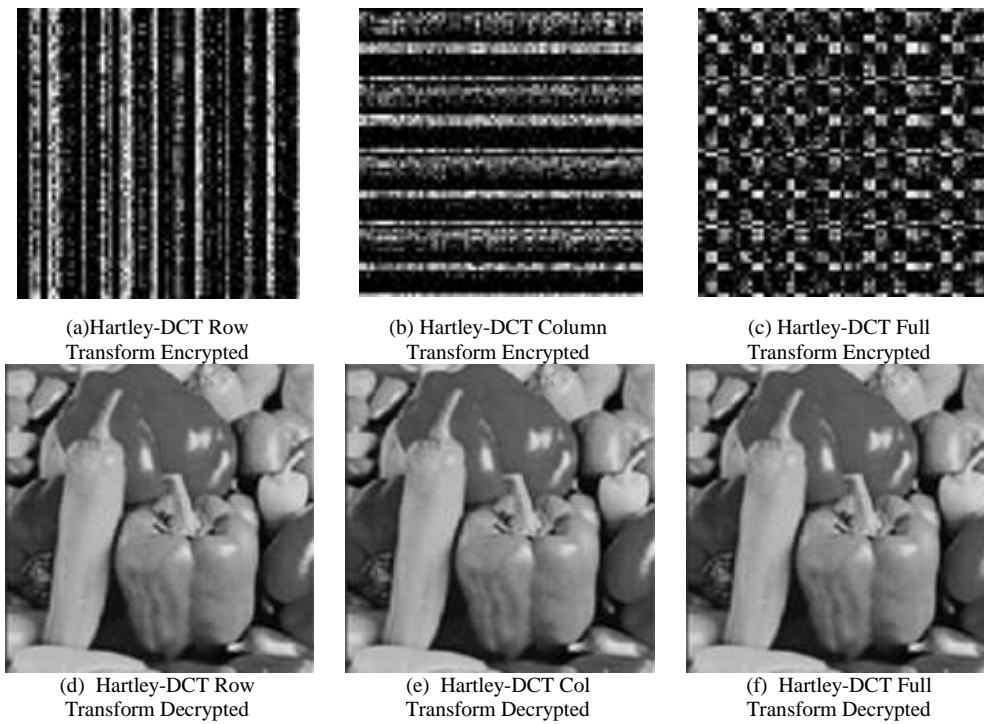 (a)Hartley-DCT Row
Transform Encrypted
(b) Hartley-DCT Column
Transform Encrypted
(c) Hartley-DCT Full
Transform Encrypted
(d) Hartley-DCT Row
Transform Decrypted
(e) Hartley-DCT Col
Transform Decrypted
(f) Hartley-DCT Full
Transform Decrypted